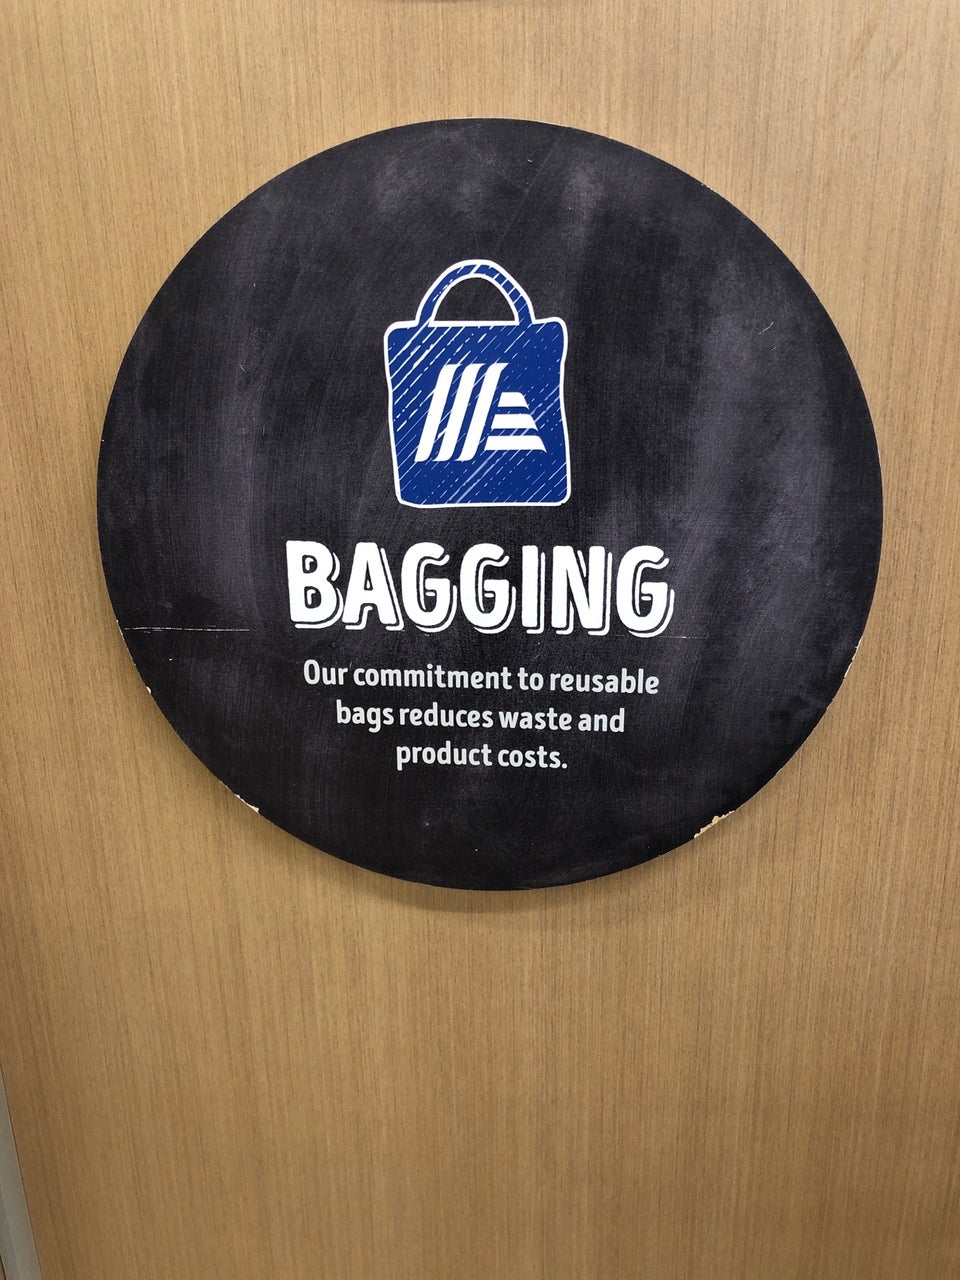 BAGGING
Our commitment to reusable
bags reduces waste and
product costs.